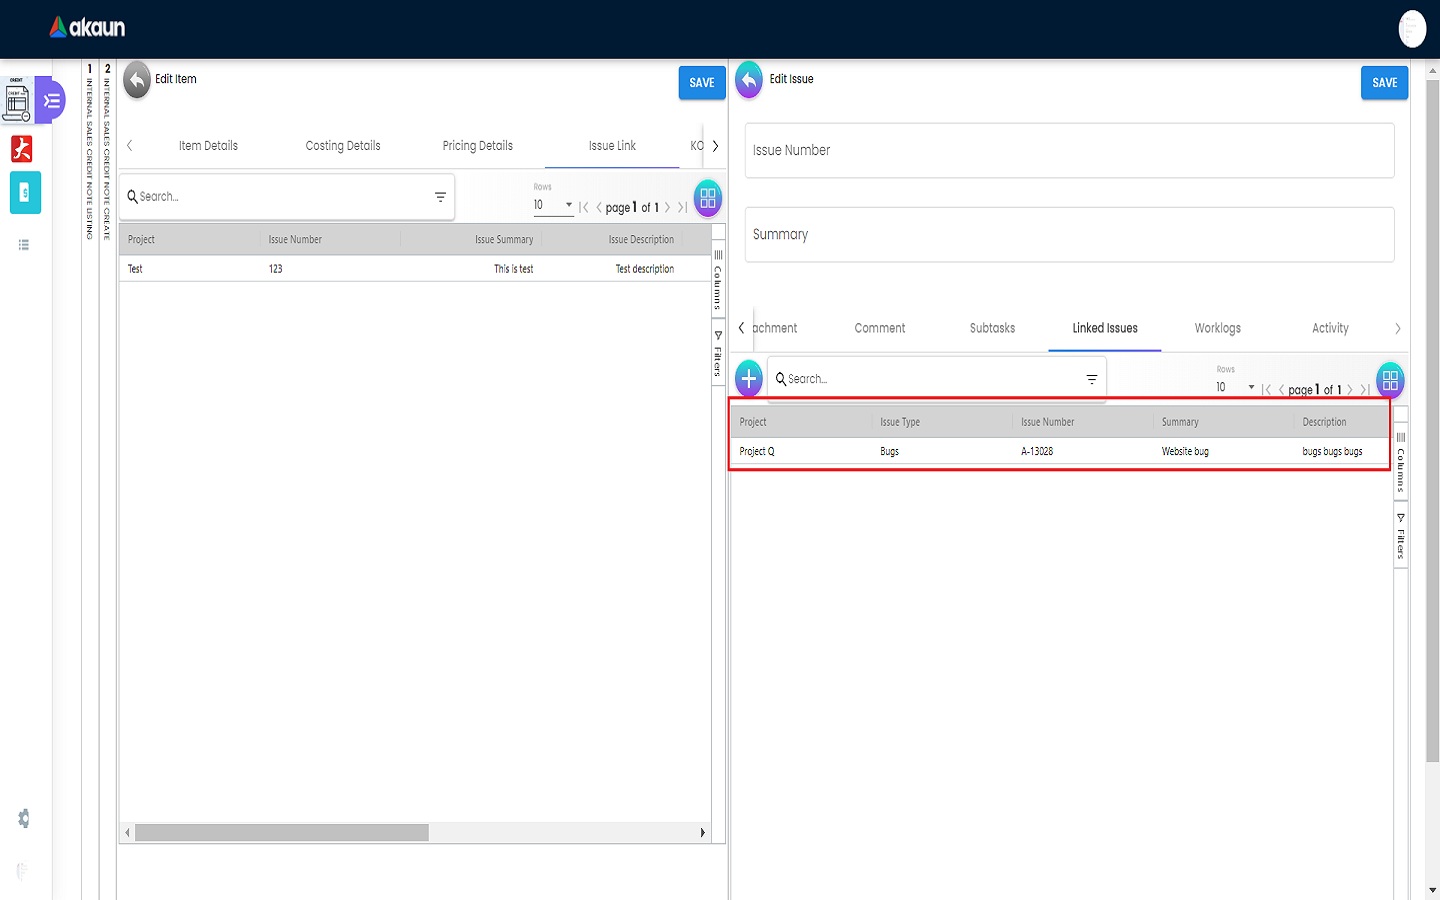 akaun
CREDIT
1
INTERNAL SALES CREDIT NOTE LISTING
2
INTERNAL SALES CREDIT NOTE CREATE
Edit Item
SAVE
Item Details
Costing Details
Pricing Details
Issue Link
KO
Search...
Rows
10
page 1 of 1
Project
Issue Number
Issue Summary
Issue Description
Test
123
This is test
Test description
Columns
Filters
Edit Issue
SAVE
Issue Number
Summary
achment
Comment
Subtasks
Linked Issues
Worklogs
Activity
Search...
Rows
10
page 1 of 1
Project
Issue Type
Issue Number
Summary
Description
Project Q
Bugs
A-13028
Website bug
bugs bugs bugs
Columns
Filters